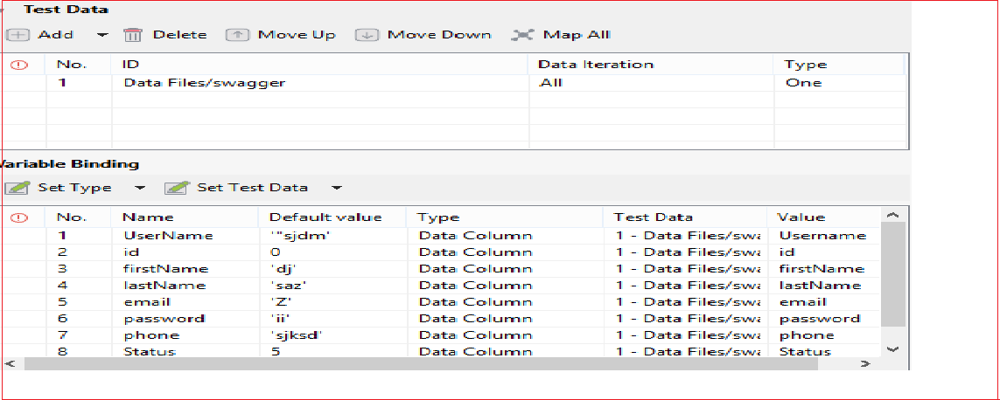 Test Data
Add Delete Move Up Move Down Map All
No. ID Data Iteration Type
1 Data Files/swagger All One
Variable Binding
Set Type Set Test Data
No. Name Default value Type Test Data Value
1 UserName '"sjdm' Data Column 1 - Data Files/swa Username
2 id 0 Data Column 1 - Data Files/swa id
3 firstName 'dj' Data Column 1 - Data Files/swa firstName
4 lastName 'saz' Data Column 1 - Data Files/swa lastName
5 email 'Z' Data Column 1 - Data Files/swa email
6 password 'ii' Data Column 1 - Data Files/swa password
7 phone 'sjksd' Data Column 1 - Data Files/swa phone
8 Status 5 Data Column 1 - Data Files/swa Status